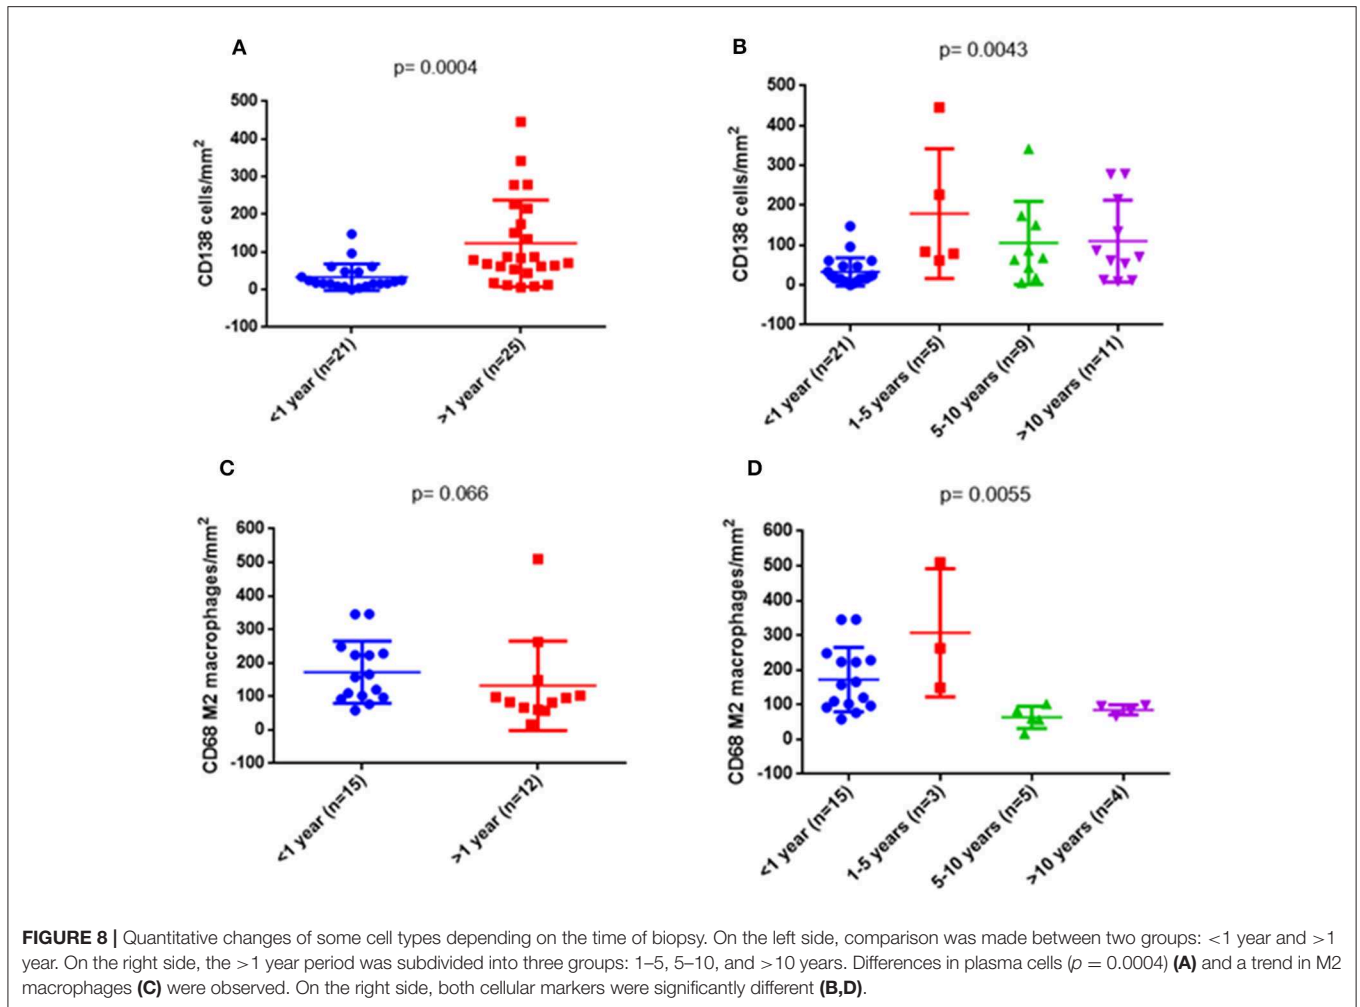 A
p= 0.0004
CD138 cells/mm²
500
400
300
200
100
0
-100
<1 year (n=21)
>1 year (n=25)
B
p= 0.0043
CD138 cells/mm²
500
400
300
200
100
0
-100
<1 year (n=21)
1-5 years (n=5)
5-10 years (n=9)
>10 years (n=11)
C
p= 0.066
CD68 M2 macrophages/mm²
600
500
400
300
200
100
0
-100
<1 year (n=15)
>1 year (n=12)
D
p= 0.0055
CD68 M2 macrophages/mm²
600
500
400
300
200
100
0
-100
<1 year (n=15)
1-5 years (n=3)
5-10 years (n=5)
>10 years (n=4)
FIGURE 8 | Quantitative changes of some cell types depending on the time of biopsy. On the left side, comparison was made between two groups: <1 year and >1
year. On the right side, the >1 year period was subdivided into three groups: 1–5, 5–10, and >10 years. Differences in plasma cells (p = 0.0004) (A) and a trend in M2
macrophages (C) were observed. On the right side, both cellular markers were significantly different (B,D).